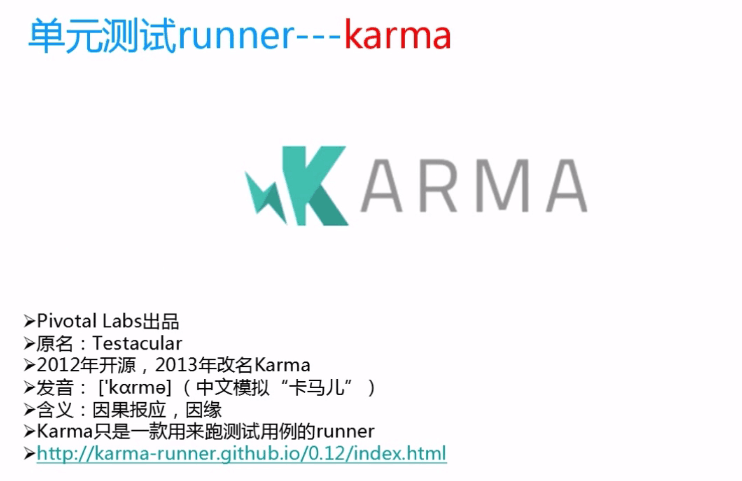 单元测试runner---karma
KARMA
➢Pivotal Labs出品
➢原名：Testacular
➢2012年开源，2013年改名Karma
➢发音： ['kɑrmə] （中文模拟“卡马儿” ）
➢含义：因果报应，因缘
➢Karma只是一款用来跑测试用例的runner
➢http://karma-runner.github.io/0.12/index.html